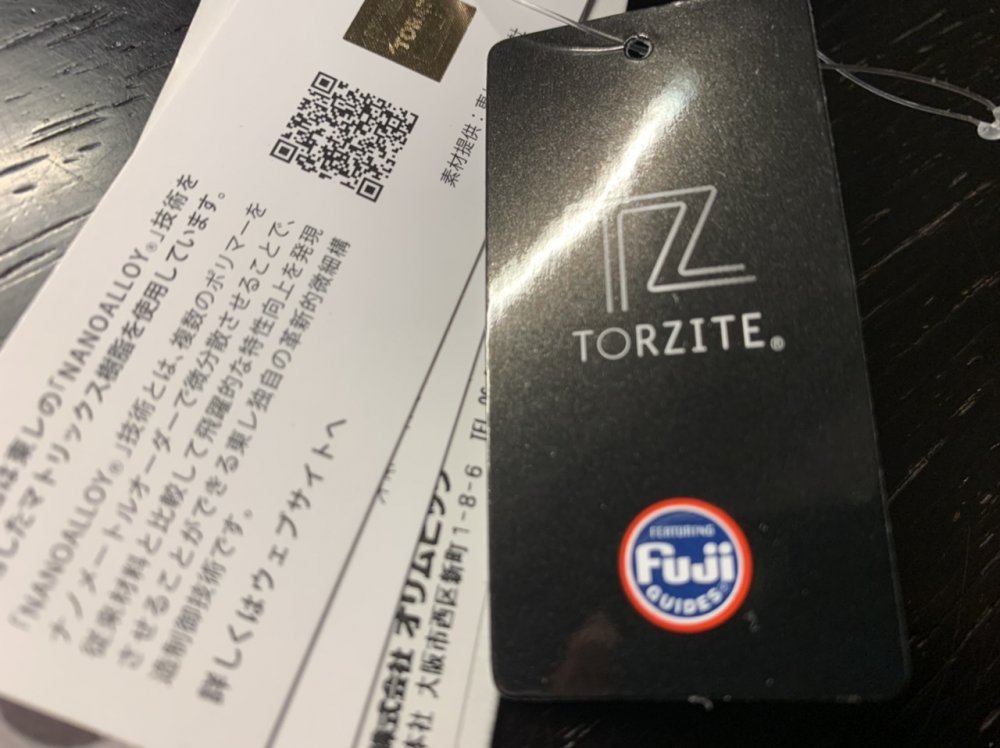 素材提供：東
は東レの「NANOALLOY®」技術を
したマトリックス樹脂を使用しています。
「NANOALLOY®」技術とは、複数のポリマーを
ナノメートルオーダーで微分散させることで、
従来材料と比較して飛躍的な特性向上を発現
させることができる東レ独自の革新的微細構
造制御技術です。
詳しくはウェブサイトへ
株式会社 オリムピック
本社 大阪市西区新町1-8-6 TEL 06
TORZITE®
FEATURING
Fuji
GUIDES